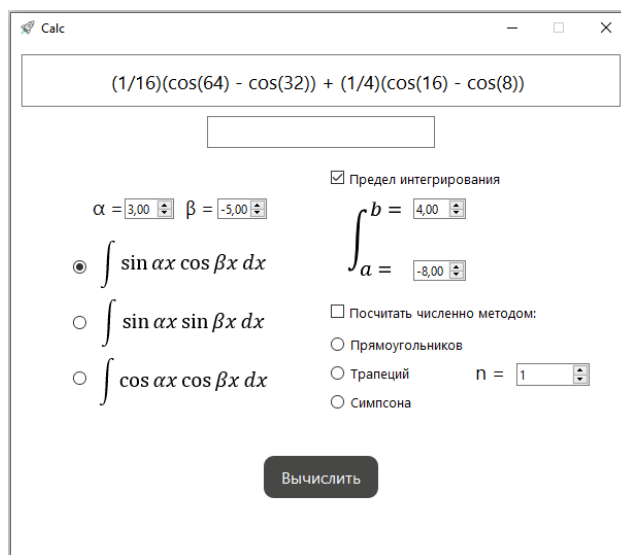 Calc
(1/16)(cos(64) - cos(32)) + (1/4)(cos(16) - cos(8))
Предел интегрирования
α = 3,00 β = -5,00
b = 4,00
∫ sin αx cos βx dx
a = -8,00
∫ sin αx sin βx dx
Посчитать численно методом:
Прямоугольников
∫ cos αx cos βx dx
Трапеций n = 1
Симпсона
Вычислить